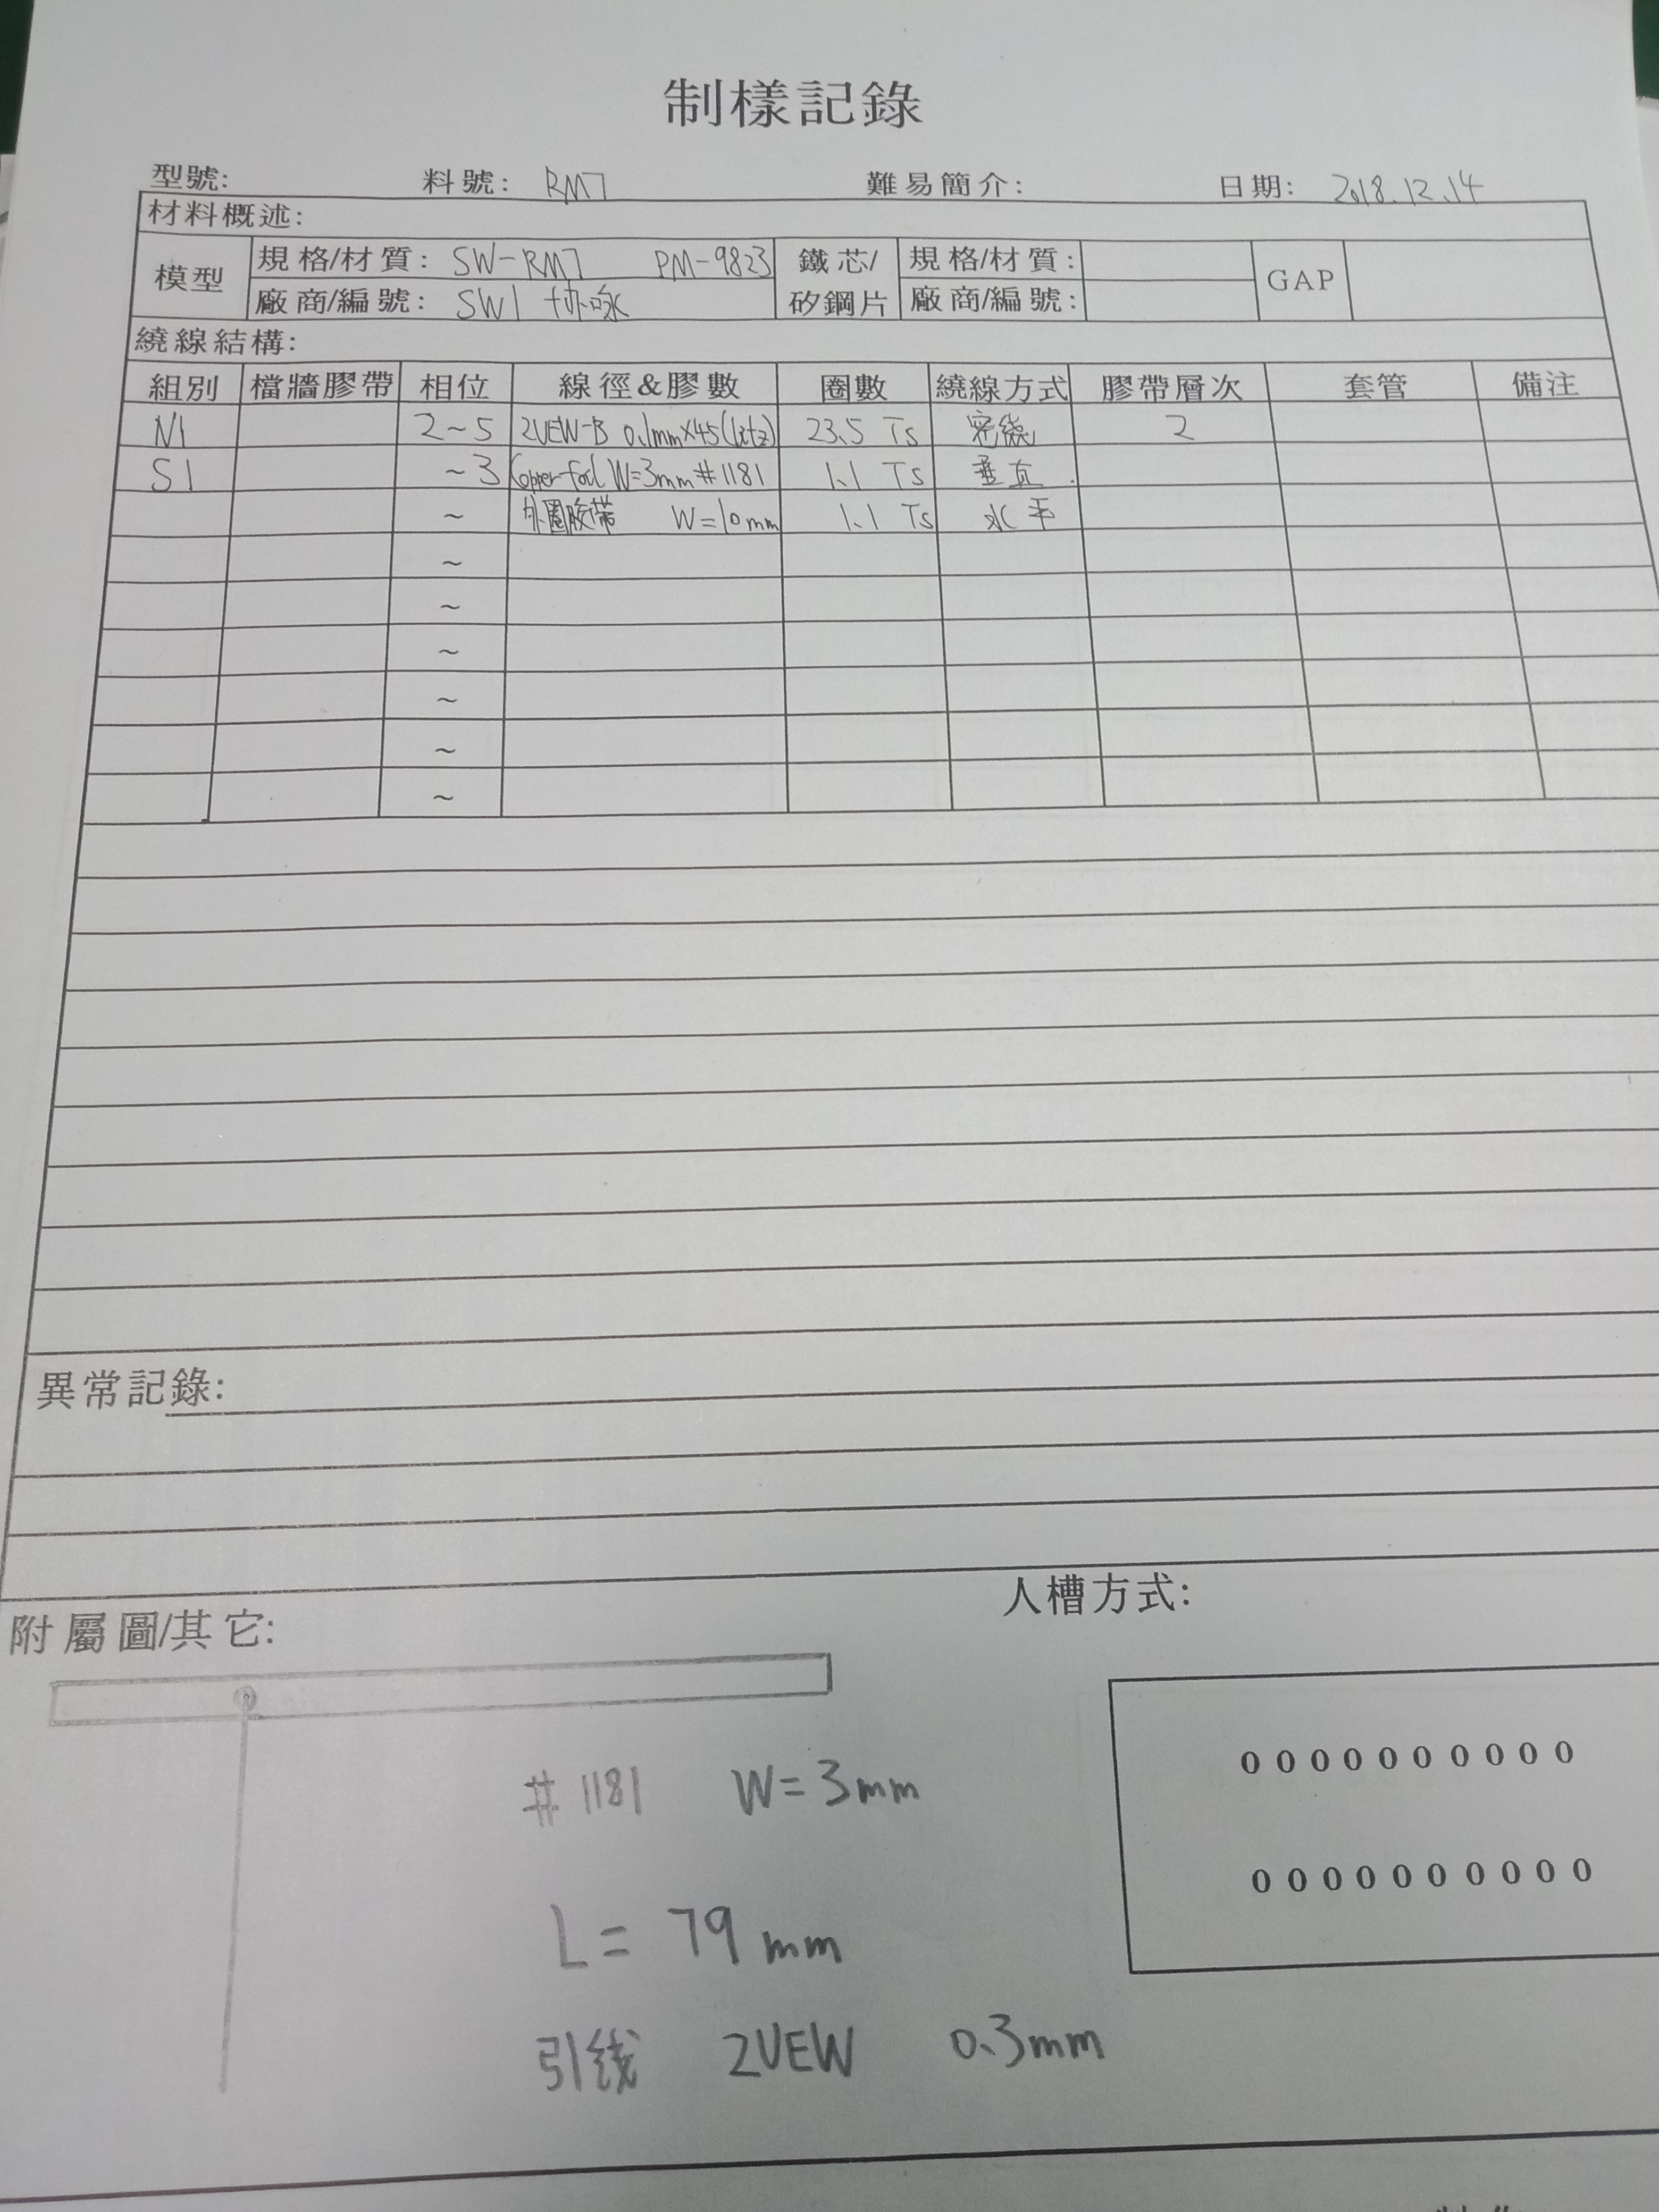 制樣記錄
型號: 料號: RM7 難易簡介: 日期: 2018.12.14
材料概述:
模型 規格/材質: SW-RM7 PM-9823 鐵芯/矽鋼片 規格/材質: GAP
廠商/編號: SW1 协咏 廠商/編號:
繞線結構:
組別 檔牆膠帶 相位 線徑&膠數 圈數 繞線方式 膠帶層次 套管 備注
N1 2~5 2UEW-B 0.1mm×45(litz) 23.5 Ts 密绕 2
S1 ~3 Copper-foil W=3mm #1181 1.1 Ts 垂直
~ 外圍胶带 W=10mm 1.1 Ts 水平
~
~
~
~
~
~
異常記錄:
附屬圖/其它: 人槽方式:
#1181 W=3mm
0 0 0 0 0 0 0 0 0 0
L=79mm
0 0 0 0 0 0 0 0 0 0
引线 2UEW 0.3mm